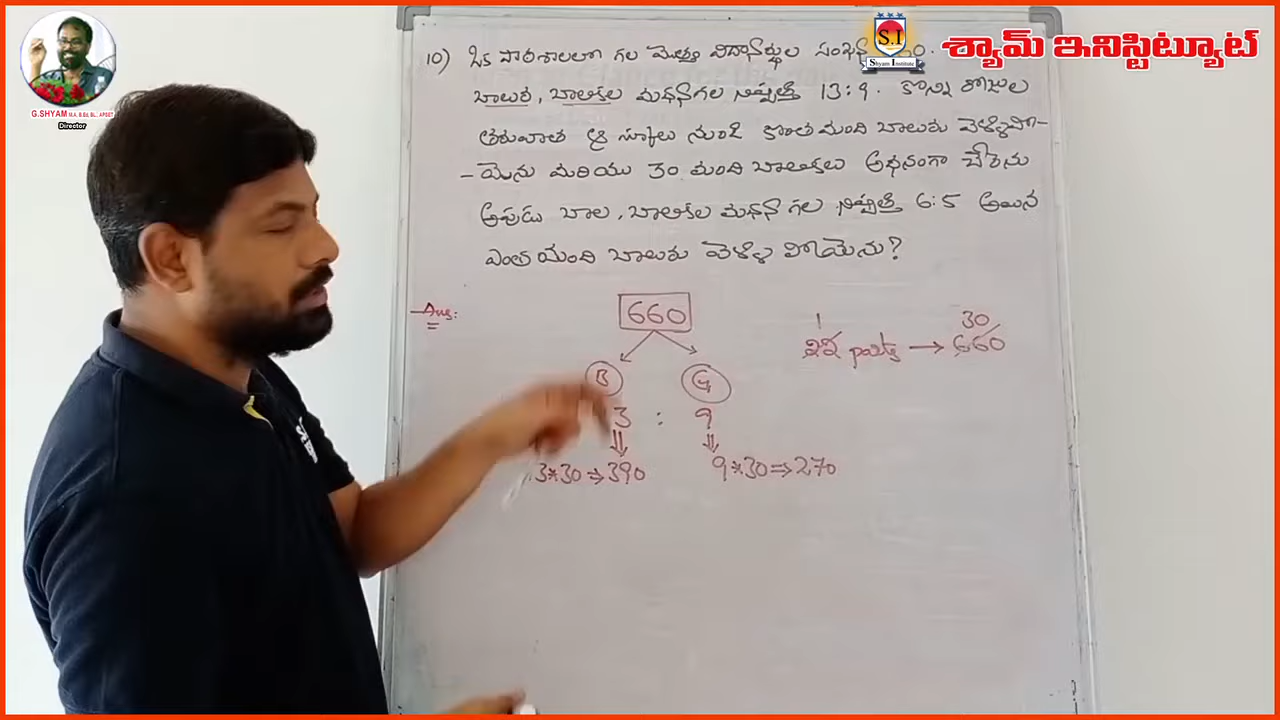 G.SHYAM M.A. B.Ed, BL., APSET
Director
S.I
Shyam Institute
శ్యామ్ ఇనిస్టిట్యూట్
10) ఒక పాఠశాలలో గల మొత్తం విద్యార్థుల
బాలుర, బాలికల మధ్యగల నిష్పత్తి 13:9. కొన్ని రోజుల
తరువాత ఆ స్కూలు నుండి కొంత మంది బాలురు వెళ్ళిపో-
-యెను మరియు 30 మంది బాలికలు అధనంగా చేరెను
అపుడు బాల, బాలికల మధ్య గల నిష్పత్తి 6:5 అయిన
ఎంత మంది బాలురు వెళ్ళి పోయెను?
Ans:
660
B G
3 : 9
3*30 ⇒ 390 9*30 ⇒ 270
1 30
22 parts → 660